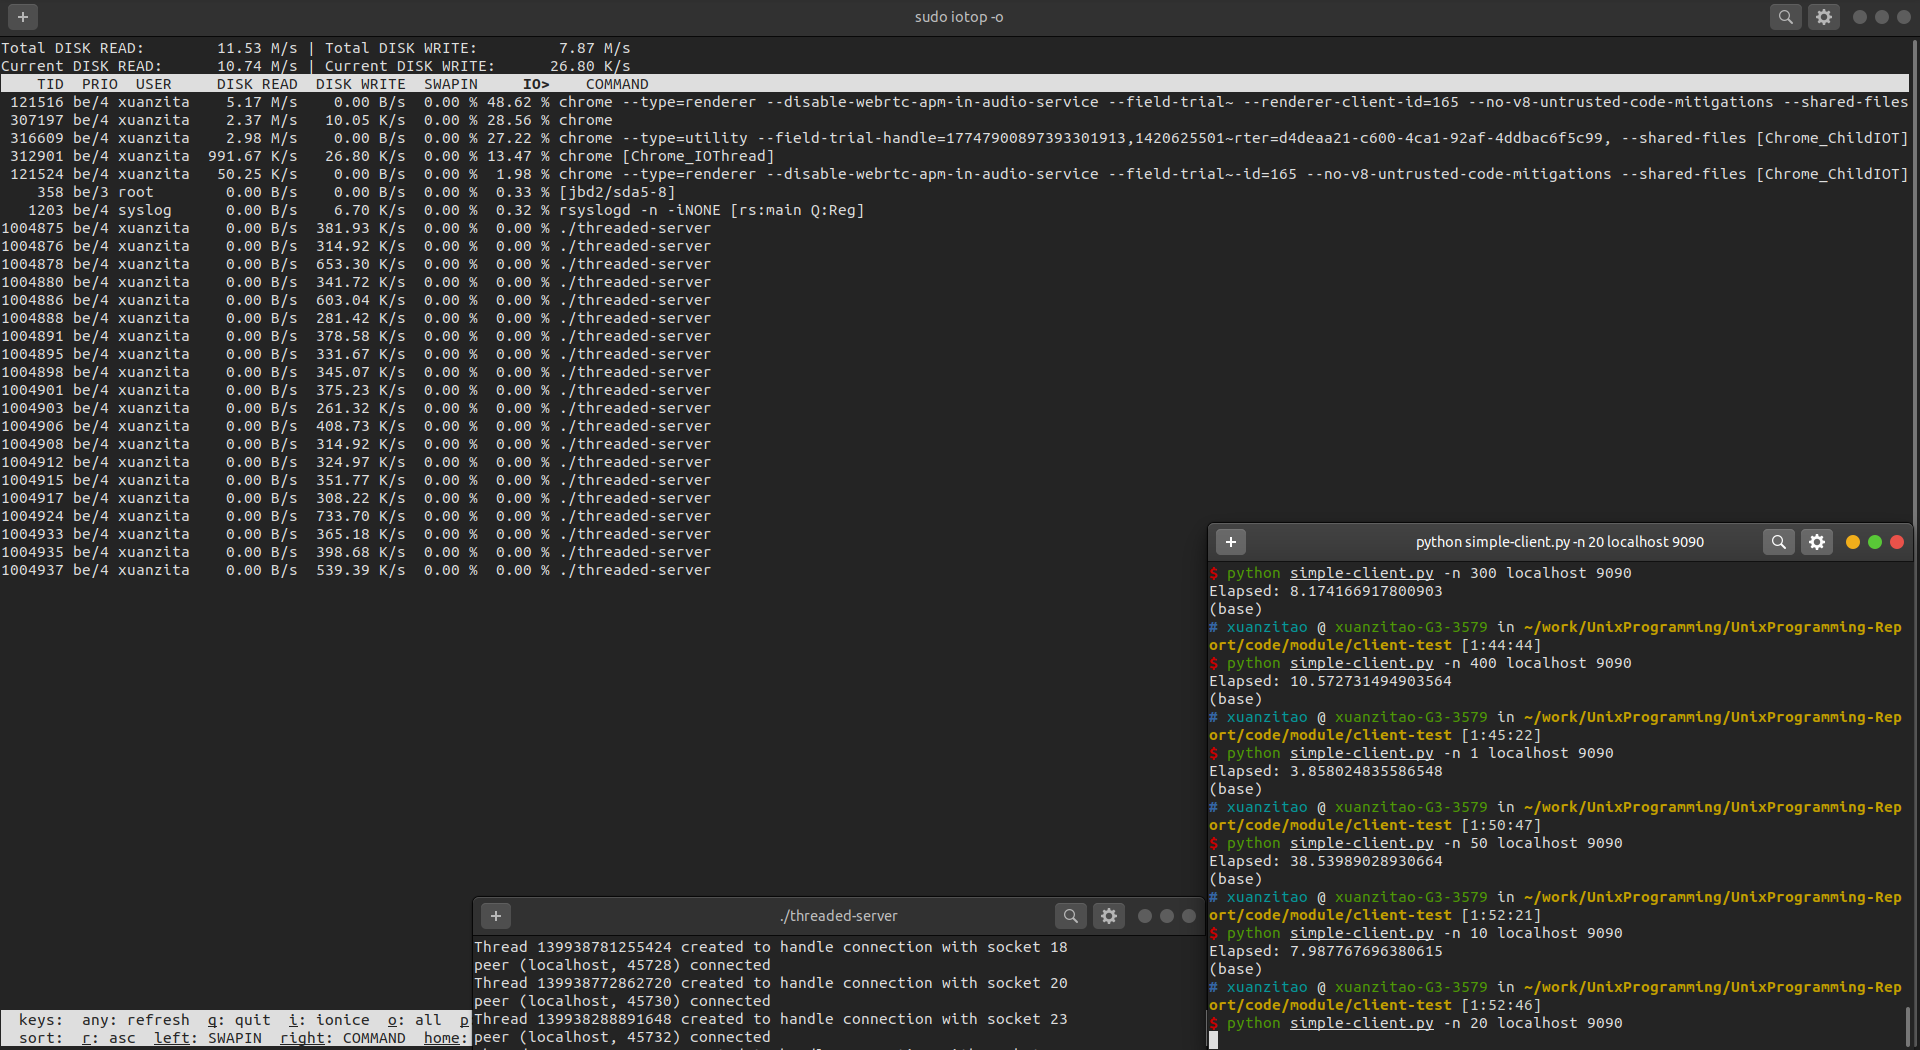 sudo iotop -o
Total DISK READ:        11.53 M/s | Total DISK WRITE:         7.87 M/s
Current DISK READ:      10.74 M/s | Current DISK WRITE:      26.80 K/s
    TID  PRIO  USER     DISK READ  DISK WRITE  SWAPIN     IO>    COMMAND
 121516 be/4 xuanzita    5.17 M/s    0.00 B/s  0.00 % 48.62 % chrome --type=renderer --disable-webrtc-apm-in-audio-service --field-trial~ --renderer-client-id=165 --no-v8-untrusted-code-mitigations --shared-files
 307197 be/4 xuanzita    2.37 M/s   10.05 K/s  0.00 % 28.56 % chrome
 316609 be/4 xuanzita    2.98 M/s    0.00 B/s  0.00 % 27.22 % chrome --type=utility --field-trial-handle=17747900897393301913,1420625501~rter=d4deaa21-c600-4ca1-92af-4ddbac6f5c99, --shared-files [Chrome_ChildIOT]
 312901 be/4 xuanzita  991.67 K/s   26.80 K/s  0.00 % 13.47 % chrome [Chrome_IOThread]
 121524 be/4 xuanzita   50.25 K/s    0.00 B/s  0.00 %  1.98 % chrome --type=renderer --disable-webrtc-apm-in-audio-service --field-trial~-id=165 --no-v8-untrusted-code-mitigations --shared-files [Chrome_ChildIOT]
    358 be/3 root        0.00 B/s    0.00 B/s  0.00 %  0.33 % [jbd2/sda5-8]
   1203 be/4 syslog      0.00 B/s    6.70 K/s  0.00 %  0.32 % rsyslogd -n -iNONE [rs:main Q:Reg]
1004875 be/4 xuanzita    0.00 B/s  381.93 K/s  0.00 %  0.00 % ./threaded-server
1004876 be/4 xuanzita    0.00 B/s  314.92 K/s  0.00 %  0.00 % ./threaded-server
1004878 be/4 xuanzita    0.00 B/s  653.30 K/s  0.00 %  0.00 % ./threaded-server
1004880 be/4 xuanzita    0.00 B/s  341.72 K/s  0.00 %  0.00 % ./threaded-server
1004886 be/4 xuanzita    0.00 B/s  603.04 K/s  0.00 %  0.00 % ./threaded-server
1004888 be/4 xuanzita    0.00 B/s  281.42 K/s  0.00 %  0.00 % ./threaded-server
1004891 be/4 xuanzita    0.00 B/s  378.58 K/s  0.00 %  0.00 % ./threaded-server
1004895 be/4 xuanzita    0.00 B/s  331.67 K/s  0.00 %  0.00 % ./threaded-server
1004898 be/4 xuanzita    0.00 B/s  345.07 K/s  0.00 %  0.00 % ./threaded-server
1004901 be/4 xuanzita    0.00 B/s  375.23 K/s  0.00 %  0.00 % ./threaded-server
1004903 be/4 xuanzita    0.00 B/s  261.32 K/s  0.00 %  0.00 % ./threaded-server
1004906 be/4 xuanzita    0.00 B/s  408.73 K/s  0.00 %  0.00 % ./threaded-server
1004908 be/4 xuanzita    0.00 B/s  314.92 K/s  0.00 %  0.00 % ./threaded-server
1004912 be/4 xuanzita    0.00 B/s  324.97 K/s  0.00 %  0.00 % ./threaded-server
1004915 be/4 xuanzita    0.00 B/s  351.77 K/s  0.00 %  0.00 % ./threaded-server
1004917 be/4 xuanzita    0.00 B/s  308.22 K/s  0.00 %  0.00 % ./threaded-server
1004924 be/4 xuanzita    0.00 B/s  733.70 K/s  0.00 %  0.00 % ./threaded-server
1004933 be/4 xuanzita    0.00 B/s  365.18 K/s  0.00 %  0.00 % ./threaded-server
1004935 be/4 xuanzita    0.00 B/s  398.68 K/s  0.00 %  0.00 % ./threaded-server
1004937 be/4 xuanzita    0.00 B/s  539.39 K/s  0.00 %  0.00 % ./threaded-server
keys:  any: refresh  q: quit  i: ionice  o: all  p
sort:  r: asc  left: SWAPIN  right: COMMAND  home:
./threaded-server
Thread 139938781255424 created to handle connection with socket 18
peer (localhost, 45728) connected
Thread 139938772862720 created to handle connection with socket 20
peer (localhost, 45730) connected
Thread 139938288891648 created to handle connection with socket 23
peer (localhost, 45732) connected
python simple-client.py -n 20 localhost 9090
$ python simple-client.py -n 300 localhost 9090
Elapsed: 8.174166917800903
(base)
# xuanzitao @ xuanzitao-G3-3579 in ~/work/UnixProgramming/UnixProgramming-Rep
ort/code/module/client-test [1:44:44]
$ python simple-client.py -n 400 localhost 9090
Elapsed: 10.572731494903564
(base)
# xuanzitao @ xuanzitao-G3-3579 in ~/work/UnixProgramming/UnixProgramming-Rep
ort/code/module/client-test [1:45:22]
$ python simple-client.py -n 1 localhost 9090
Elapsed: 3.858024835586548
(base)
# xuanzitao @ xuanzitao-G3-3579 in ~/work/UnixProgramming/UnixProgramming-Rep
ort/code/module/client-test [1:50:47]
$ python simple-client.py -n 50 localhost 9090
Elapsed: 38.53989028930664
(base)
# xuanzitao @ xuanzitao-G3-3579 in ~/work/UnixProgramming/UnixProgramming-Rep
ort/code/module/client-test [1:52:21]
$ python simple-client.py -n 10 localhost 9090
Elapsed: 7.987767696380615
(base)
# xuanzitao @ xuanzitao-G3-3579 in ~/work/UnixProgramming/UnixProgramming-Rep
ort/code/module/client-test [1:52:46]
$ python simple-client.py -n 20 localhost 9090